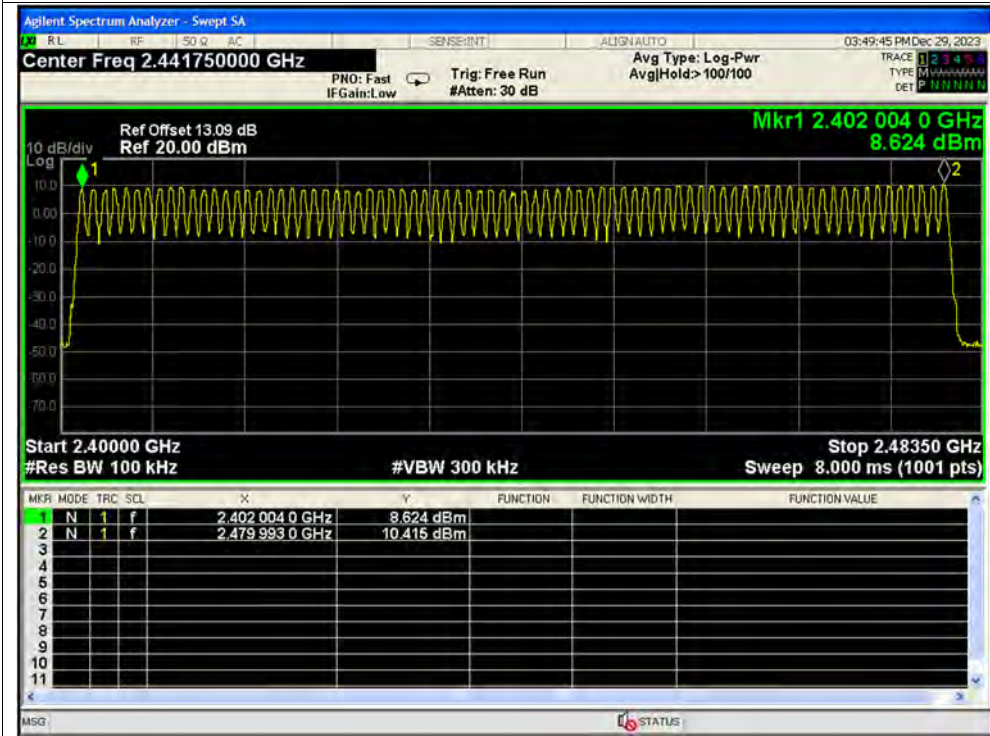 Agilent Spectrum Analyzer - Swept SA
LXI RL RF 50 Ω AC SENSE:INT ALIGN AUTO 03:49:45 PM Dec 29, 2023
Center Freq 2.441750000 GHz
PNO: Fast
IFGain:Low
Trig: Free Run
#Atten: 30 dB
Avg Type: Log-Pwr
Avg|Hold:> 100/100
TRACE 1 2 3 4 5 6
TYPE M
DET P N N N N N
Ref Offset 13.09 dB
10 dB/div Ref 20.00 dBm
Mkr1 2.402 004 0 GHz
8.624 dBm
Log
1
2
10.0
0.00
-10.0
-20.0
-30.0
-40.0
-50.0
-60.0
-70.0
Start 2.40000 GHz Stop 2.48350 GHz
#Res BW 100 kHz #VBW 300 kHz Sweep 8.000 ms (1001 pts)
MKR MODE TRC SCL X Y FUNCTION FUNCTION WIDTH FUNCTION VALUE
1 N 1 f 2.402 004 0 GHz 8.624 dBm
2 N 1 f 2.479 993 0 GHz 10.415 dBm
3
4
5
6
7
8
9
10
11
MSG STATUS